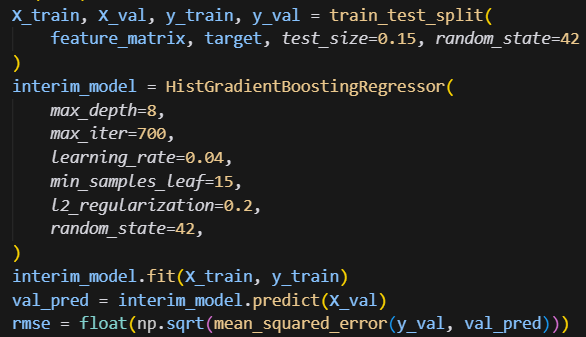 X_train, X_val, y_train, y_val = train_test_split(
    feature_matrix, target, test_size=0.15, random_state=42
)
interim_model = HistGradientBoostingRegressor(
    max_depth=8,
    max_iter=700,
    learning_rate=0.04,
    min_samples_leaf=15,
    l2_regularization=0.2,
    random_state=42,
)
interim_model.fit(X_train, y_train)
val_pred = interim_model.predict(X_val)
rmse = float(np.sqrt(mean_squared_error(y_val, val_pred)))